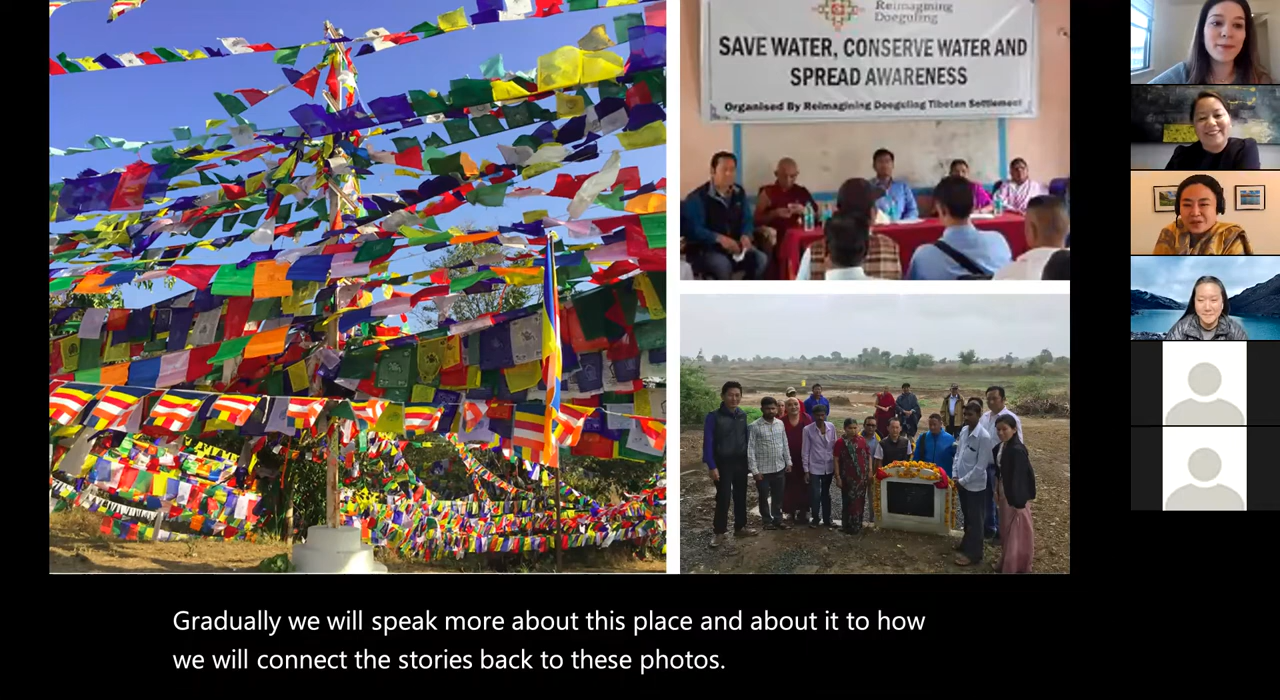 Reimagining
Doeguling
SAVE WATER, CONSERVE WATER AND
SPREAD AWARENESS
Organised By Reimagining Doeguling Tibetan Settlement
Gradually we will speak more about this place and about it to how
we will connect the stories back to these photos.